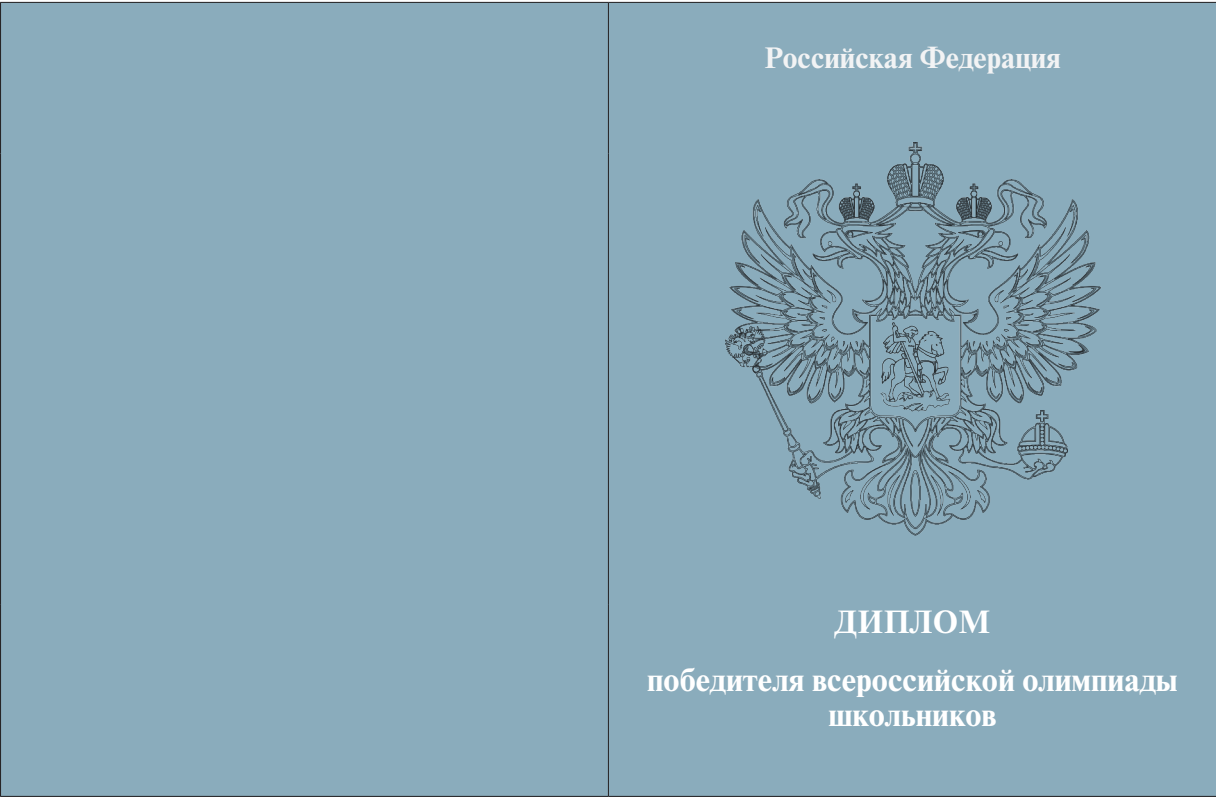 Российская Федерация
ДИПЛОМ
победителя всероссийской олимпиады
школьников